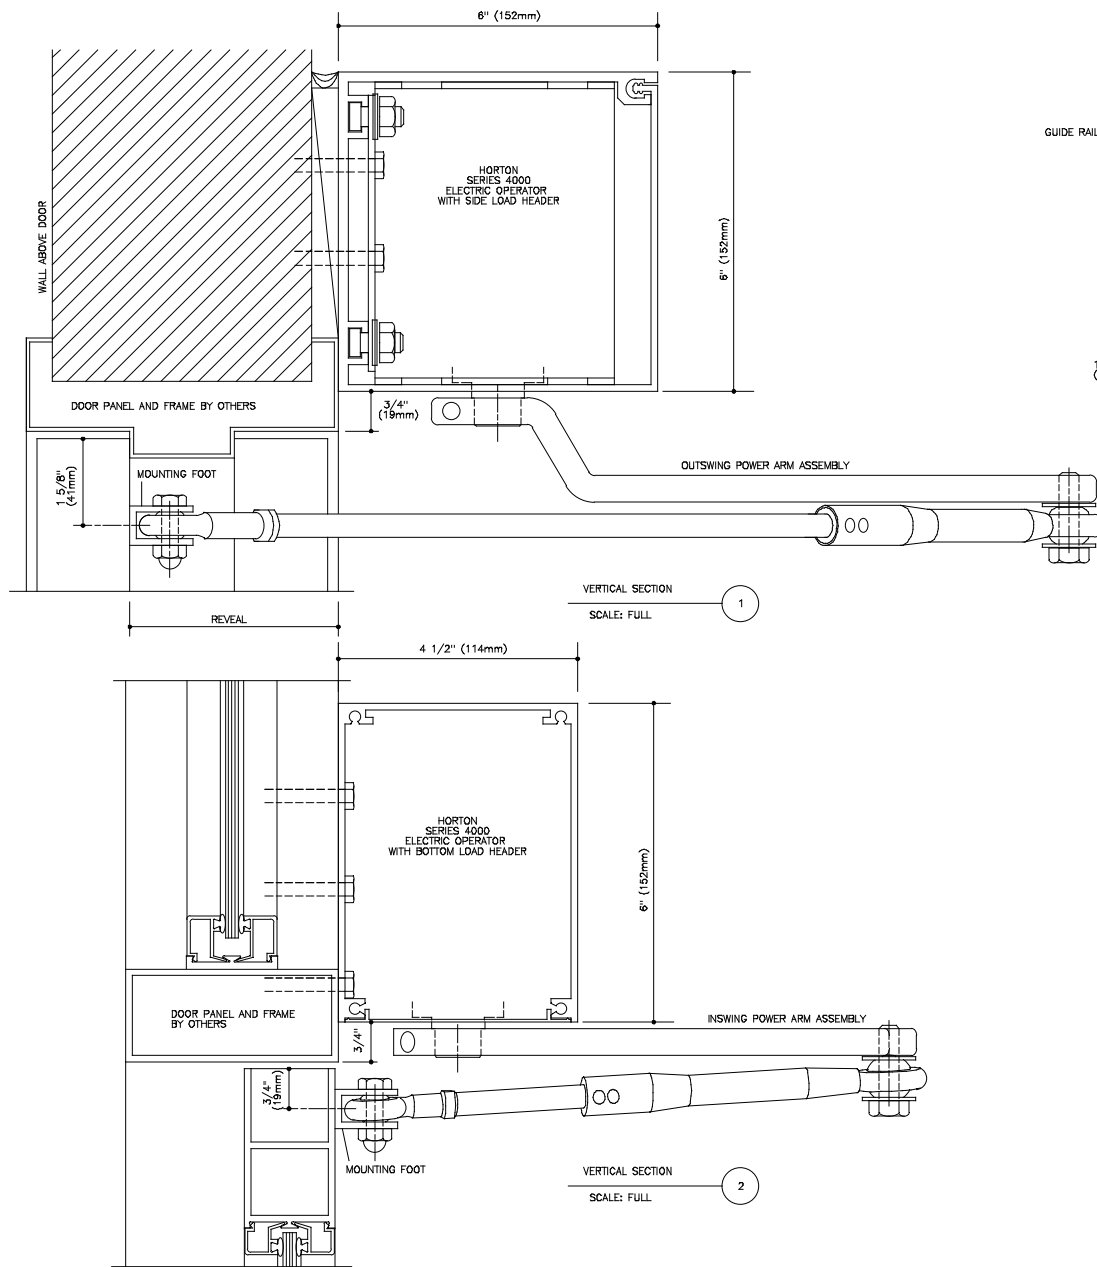 6" (152mm)
GUIDE RAIL
HORTON
SERIES 4000
ELECTRIC OPERATOR
WITH SIDE LOAD HEADER
WALL ABOVE DOOR
6" (152mm)
DOOR PANEL AND FRAME BY OTHERS
3/4"
(19mm)
OUTSWING POWER ARM ASSEMBLY
MOUNTING FOOT
1 5/8"
(41mm)
VERTICAL SECTION
SCALE: FULL
1
REVEAL
4 1/2" (114mm)
HORTON
SERIES 4000
ELECTRIC OPERATOR
WITH BOTTOM LOAD HEADER
6" (152mm)
DOOR PANEL AND FRAME
BY OTHERS
3/4"
INSWING POWER ARM ASSEMBLY
3/4"
(19mm)
MOUNTING FOOT
VERTICAL SECTION
SCALE: FULL
2